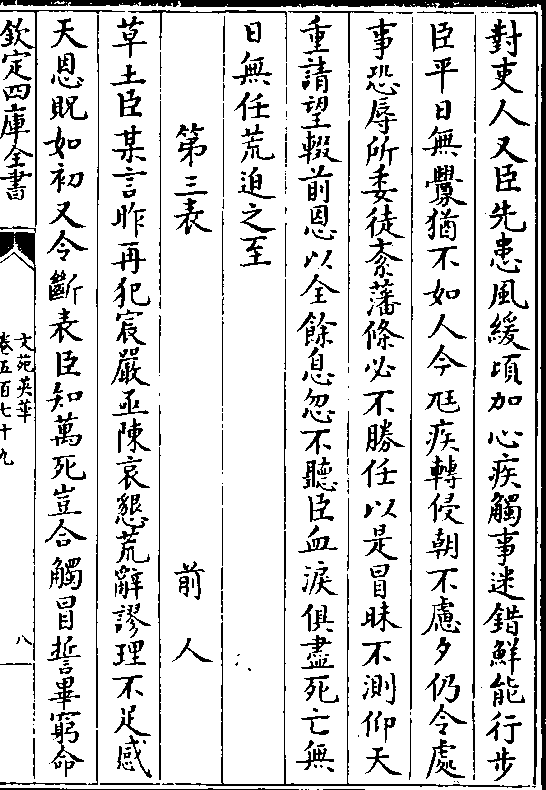 對吏人又臣先患風緩頃加心疾觸事迷錯鮮能行步
臣平日無釁猶不如人今尫疾轉侵朝不慮夕仍令處
事恐辱所委徒紊藩條必不勝任以是冒昧不測仰天
重請望輟前恩以全餘息忽不聽臣血淚俱盡死亡無
日無任荒迫之至
第三表 前人
草土臣某言昨再犯宸嚴亟陳哀懇荒辭謬理不足感
天恩貺如初又令斷表臣知萬死豈合觸冒誓畢窮命
欽定四庫全書
文苑英華
卷五百七十九
八